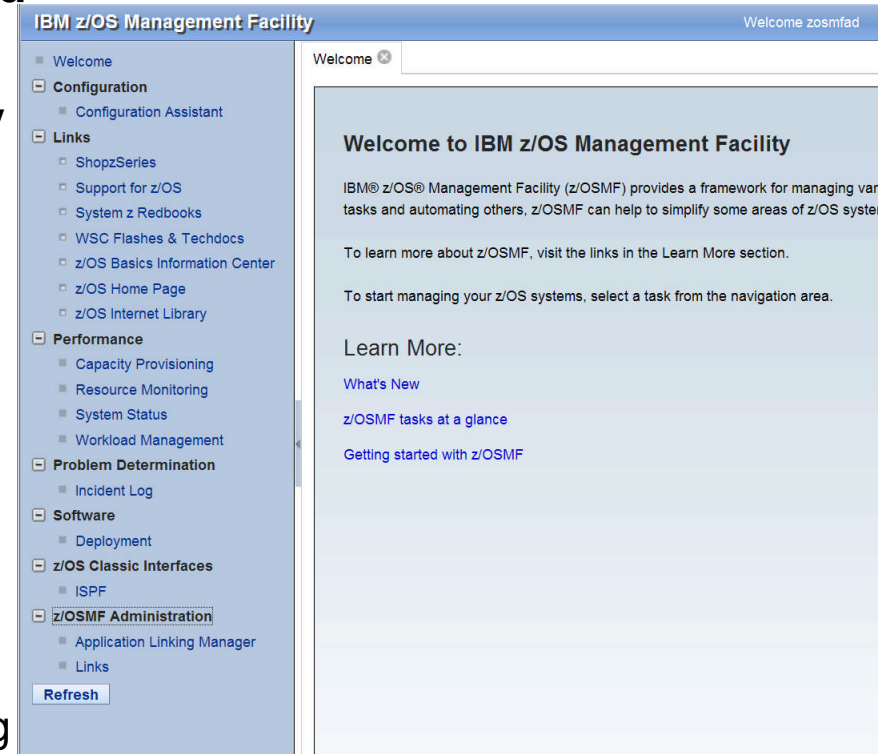 IBM z/OS Management Facility
Welcome zosmfad
Welcome
Configuration
Configuration Assistant
Links
ShopzSeries
Support for z/OS
System z Redbooks
WSC Flashes & Techdocs
z/OS Basics Information Center
z/OS Home Page
z/OS Internet Library
Performance
Capacity Provisioning
Resource Monitoring
System Status
Workload Management
Problem Determination
Incident Log
Software
Deployment
z/OS Classic Interfaces
ISPF
z/OSMF Administration
Application Linking Manager
Links
Refresh
Welcome
Welcome to IBM z/OS Management Facility
IBM® z/OS® Management Facility (z/OSMF) provides a framework for managing var
tasks and automating others, z/OSMF can help to simplify some areas of z/OS syste
To learn more about z/OSMF, visit the links in the Learn More section.
To start managing your z/OS systems, select a task from the navigation area.
Learn More:
What's New
z/OSMF tasks at a glance
Getting started with z/OSMF